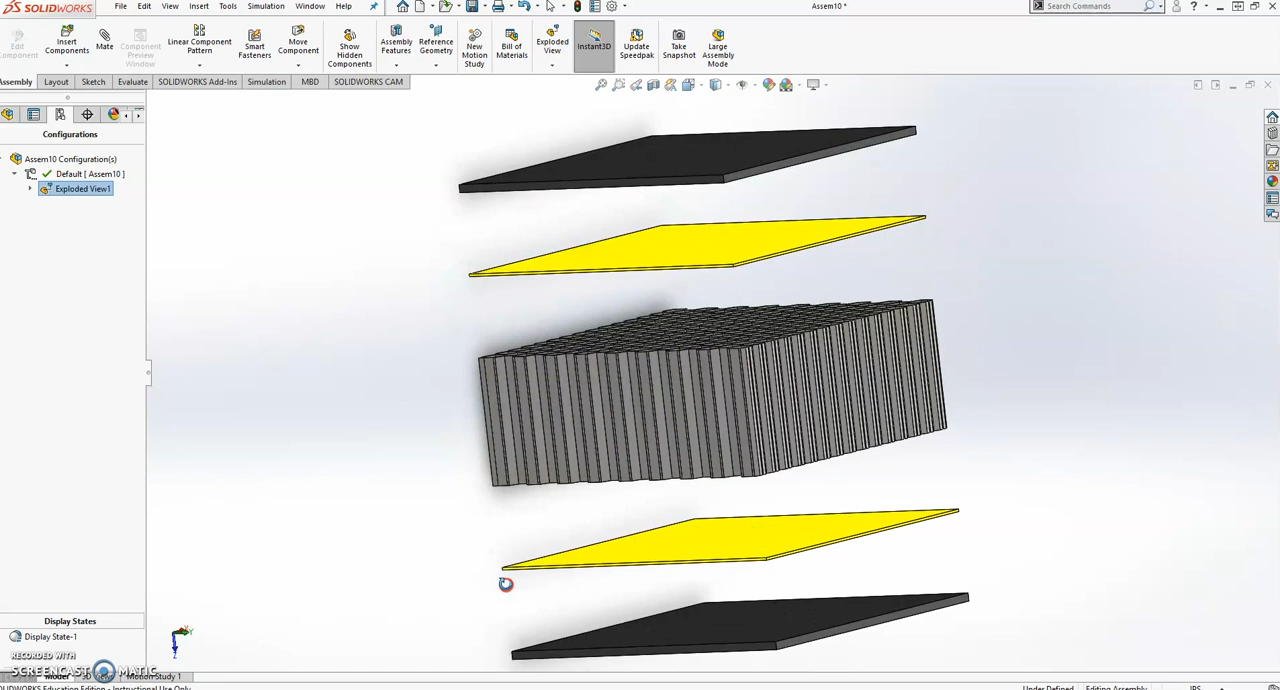 SOLIDWORKS File Edit View Insert Tools Simulation Window Help Assem10 * Search Commands
Edit Component
Insert Components
Mate
Component Preview Window
Linear Component Pattern
Smart Fasteners
Move Component
Show Hidden Components
Assembly Features
Reference Geometry
New Motion Study
Bill of Materials
Exploded View
Instant3D
Update Speedpak
Take Snapshot
Large Assembly Mode
Assembly Layout Sketch Evaluate SOLIDWORKS Add-Ins Simulation MBD SOLIDWORKS CAM
Configurations
Assem10 Configuration(s)
Default [ Assem10 ]
Exploded View1
Display States
Display State-1
RECORDED WITH
SCREENCAST MATIC
Model Motion Study 1
SOLIDWORKS Education Edition - Instructional Use Only
Under Defined Editing Assembly IPS